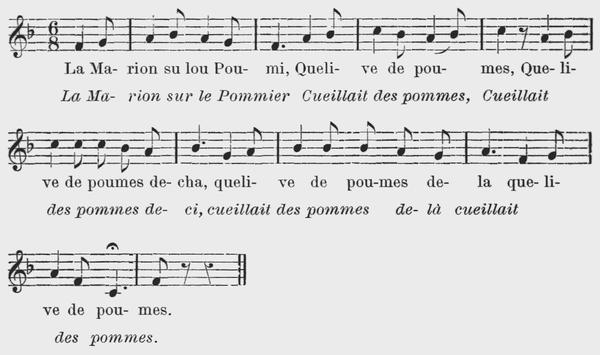 La Ma- rion su lou Pou- mi, Queli- ve de pou- mes, Que- li-
La Ma- rion sur le Pommier Cueillait des pommes, Cueillait
ve de poumes de- cha, queli- ve de pou-mes de- la que- li-
des pommes de- ci, cueillait des pommes de- là cueillait
ve de pou- mes.
des pommes.